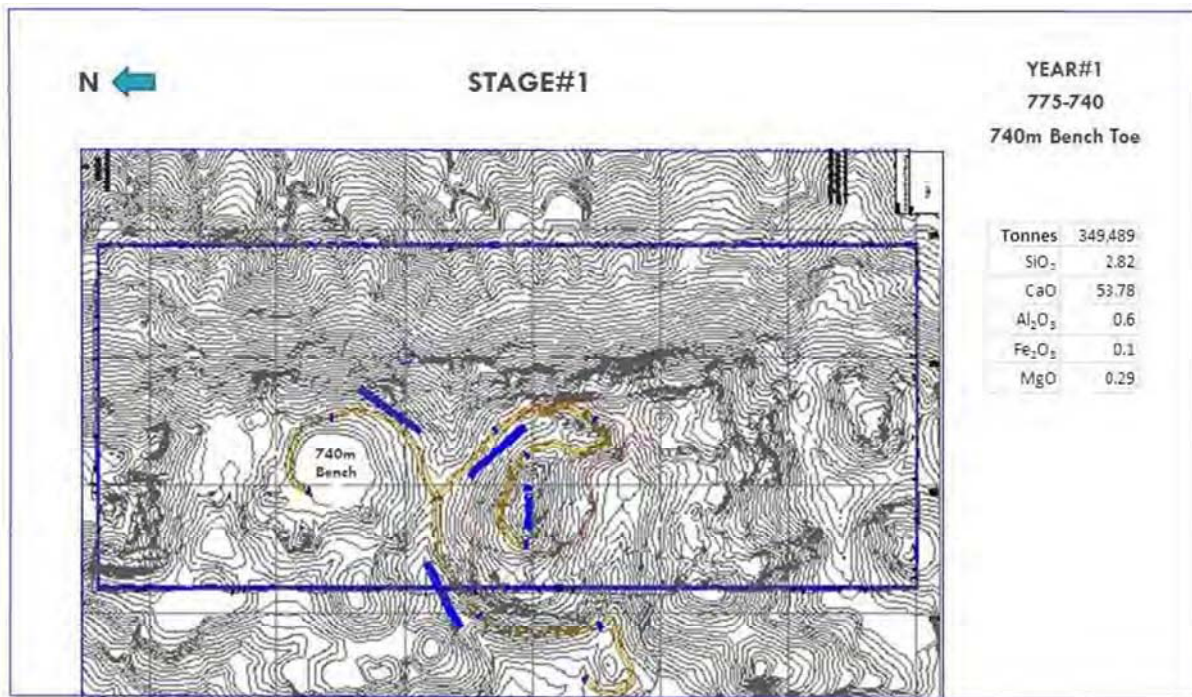 N
STAGE#1
YEAR#1
775-740
740m Bench Toe
Tonnes 349,489
SiO₂ 2.82
CaO 53.78
Al₂O₃ 0.6
Fe₂O₃ 0.1
MgO 0.29
740m
Bench